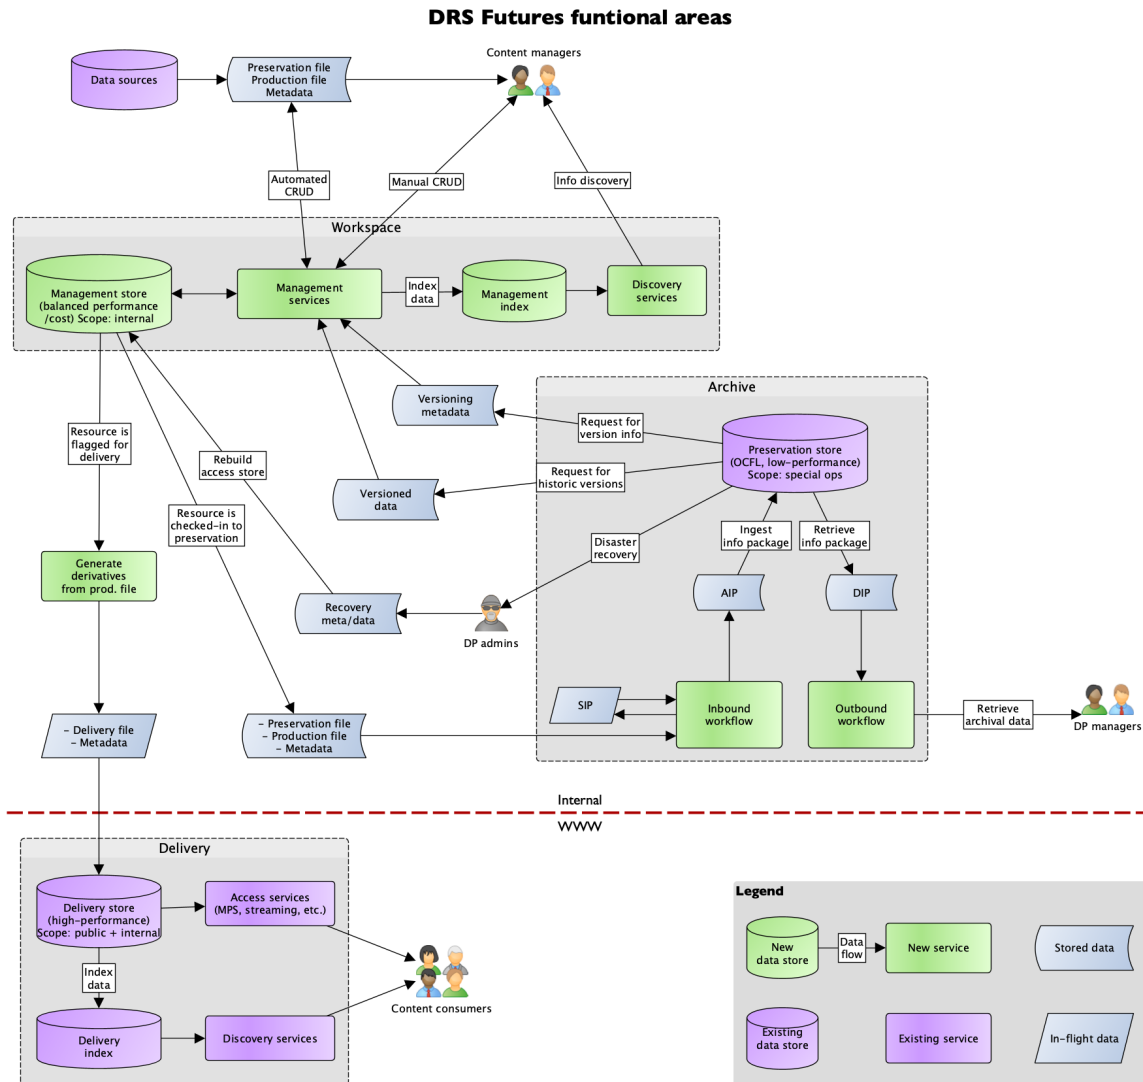 DRS Futures funtional areas
Content managers
Data sources
Preservation file
Production file
Metadata
Automated
CRUD
Manual CRUD
Info discovery
Workspace
Management store
(balanced performance
/cost) Scope: internal
Management
services
Index
data
Management
index
Discovery
services
Versioning
metadata
Archive
Request for
version info
Preservation store
(OCFL, low-performance)
Scope: special ops
Resource is
flagged for
delivery
Rebuild
access store
Request for
historic versions
Versioned
data
Resource is
checked-in to
preservation
Disaster
recovery
Ingest
info package
Retrieve
info package
Generate
derivatives
from prod. file
Recovery
meta/data
DP admins
AIP
DIP
SIP
Inbound
workflow
Outbound
workflow
Retrieve
archival data
DP managers
- Delivery file
- Metadata
- Preservation file
- Production file
- Metadata
Internal
WWW
Delivery
Delivery store
(high-performance)
Scope: public + internal
Access services
(MPS, streaming, etc.)
Index
data
Content consumers
Delivery
index
Discovery services
Legend
New
data store
Data
flow
New service
Stored data
Existing
data store
Existing service
In-flight data